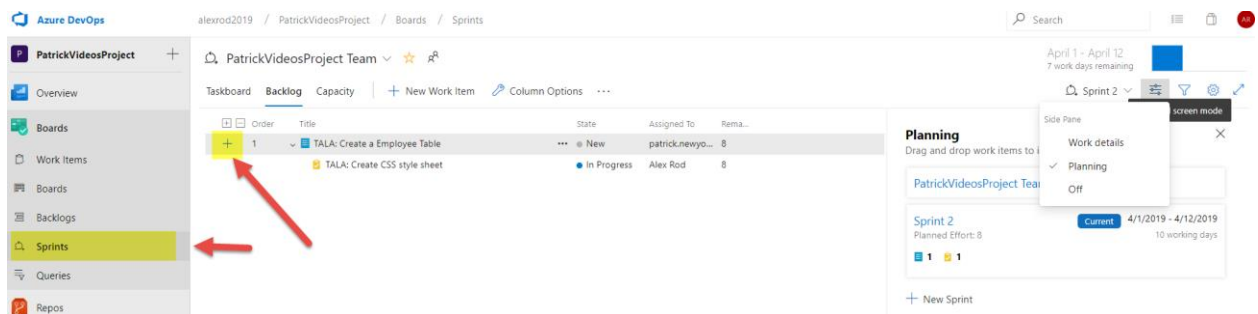 Azure DevOps
alexrod2019 / PatrickVideosProject / Boards / Sprints
Search
AR
P PatrickVideosProject
Overview
Boards
Work Items
Boards
Backlogs
Sprints
Queries
Repos
PatrickVideosProject Team
April 1 - April 12
7 work days remaining
Taskboard Backlog Capacity + New Work Item Column Options ...
Sprint 2
screen mode
Order Title State Assigned To Rema...
1 TALA: Create a Employee Table ... New patrick.newyo... 8
TALA: Create CSS style sheet In Progress Alex Rod 8
Side Pane
Work details
Planning
Off
Planning
Drag and drop work items to i
PatrickVideosProject Tea
Sprint 2 Current 4/1/2019 - 4/12/2019
Planned Effort: 8 10 working days
1 1
+ New Sprint